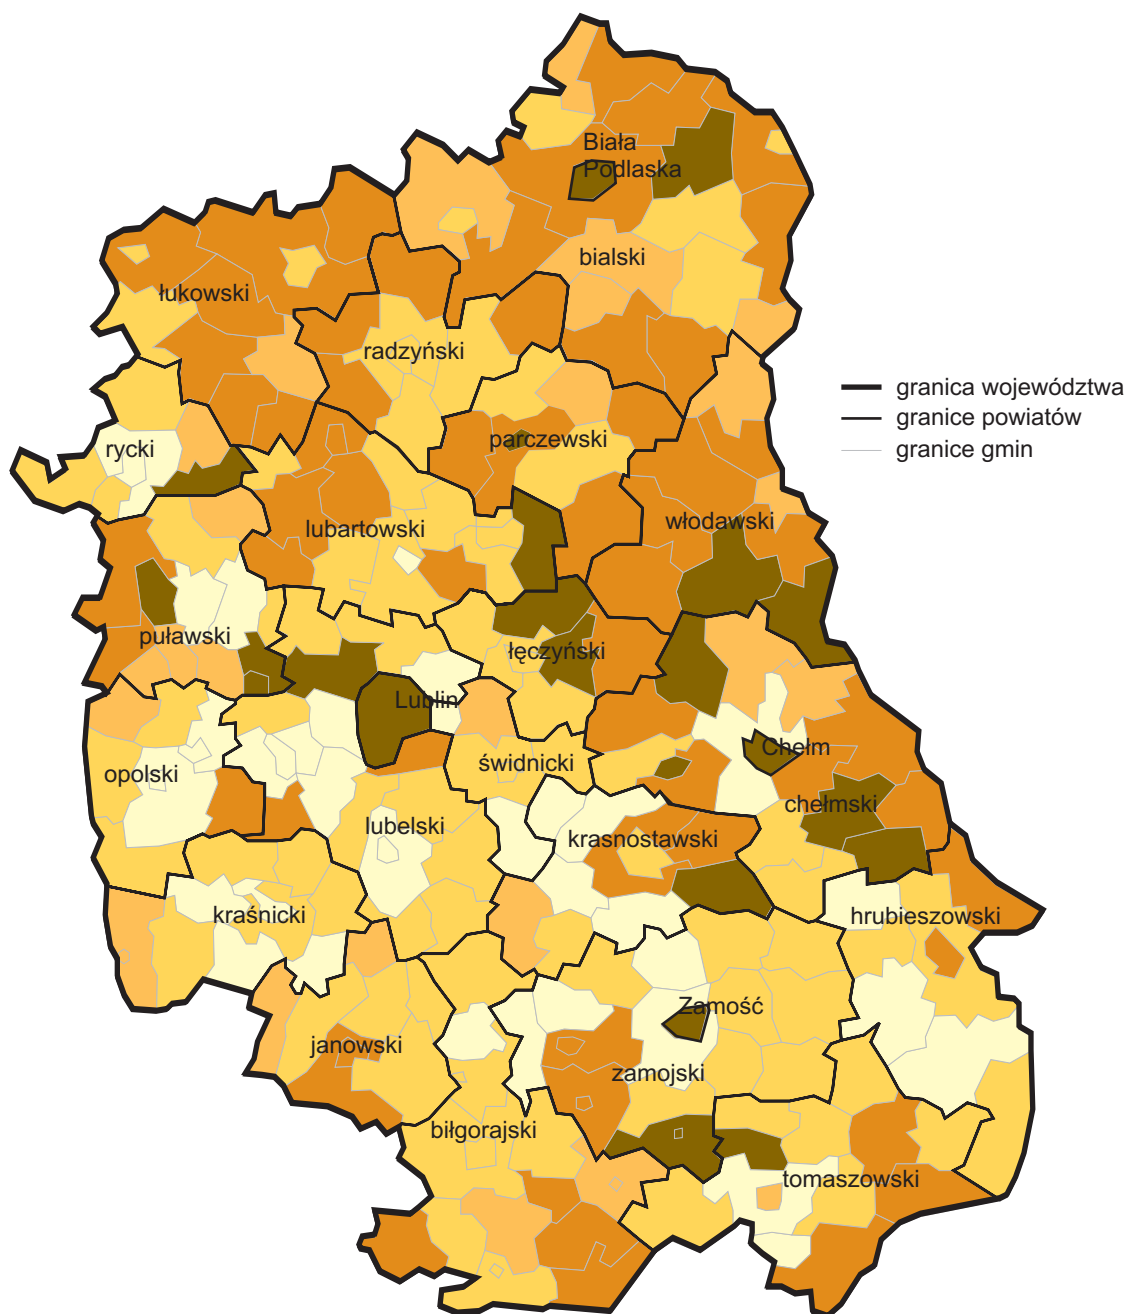 Biała
Podlaska
bialski
łukowski
radzyński
granica województwa
granice powiatów
granice gmin
rycki
parczewski
włodawski
lubartowski
puławski
łęczyński
Lublin
Chełm
opolski
świdnicki
chełmski
lubelski
krasnostawski
kraśnicki
hrubieszowski
Zamość
janowski
zamojski
biłgorajski
tomaszowski